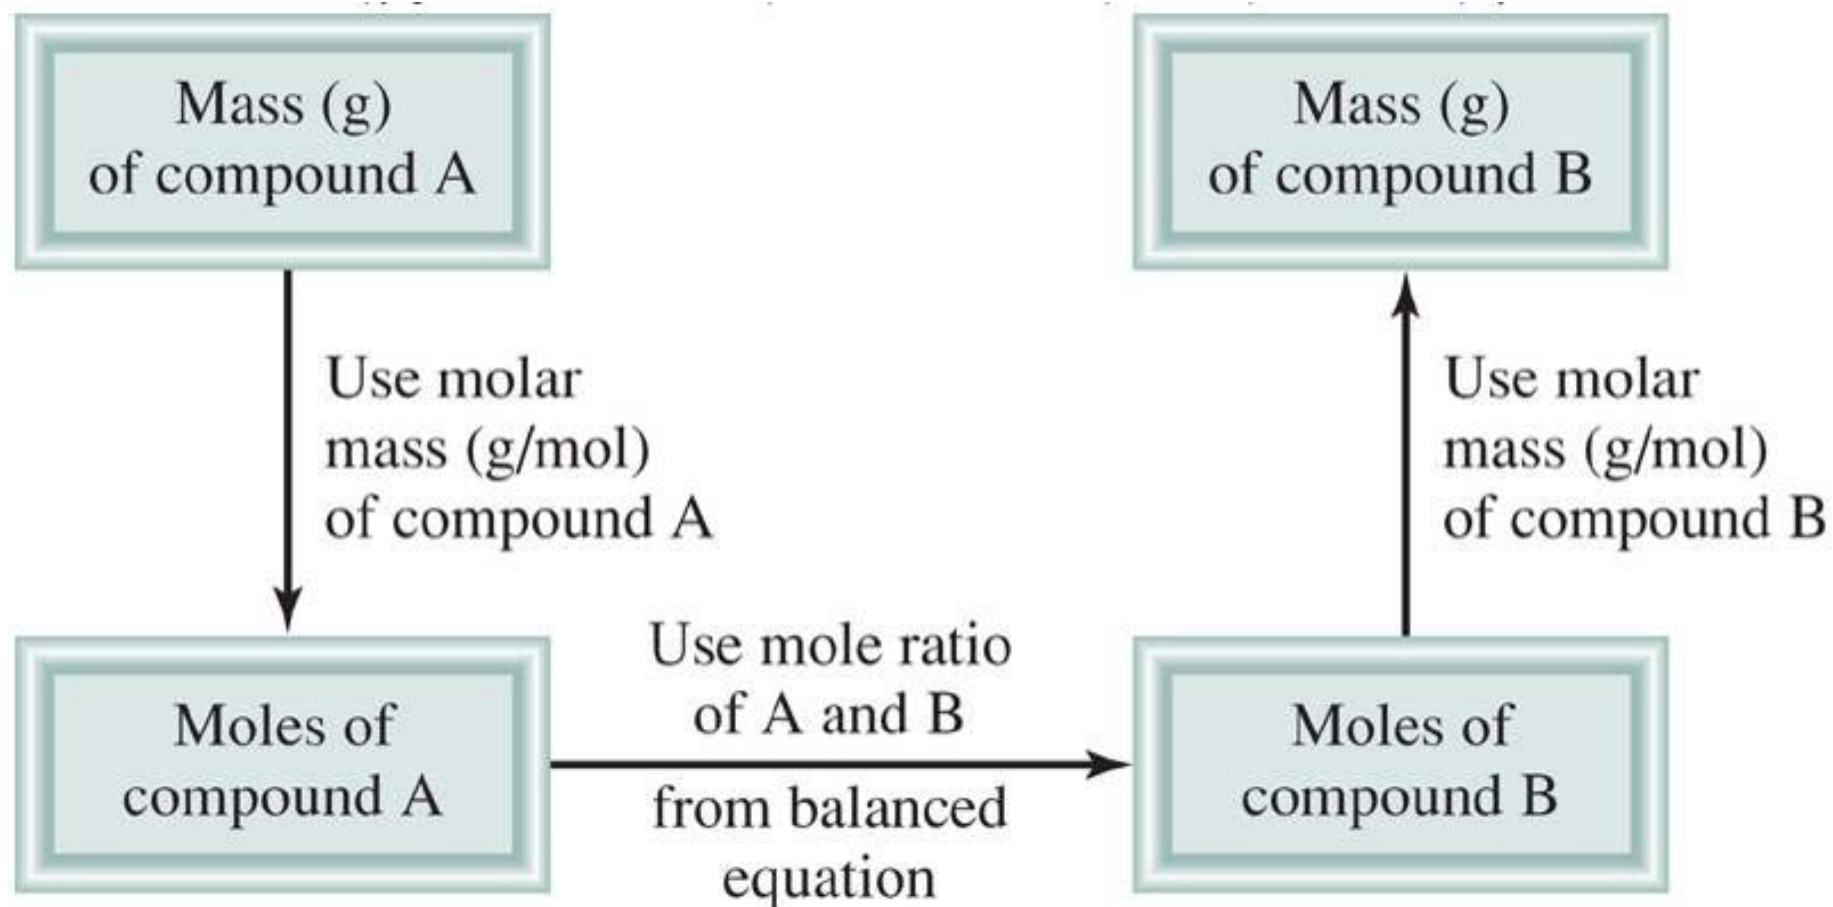 Mass (g)
of compound A
Mass (g)
of compound B
Use molar
mass (g/mol)
of compound A
Use molar
mass (g/mol)
of compound B
Moles of
compound A
Use mole ratio
of A and B
from balanced
equation
Moles of
compound B